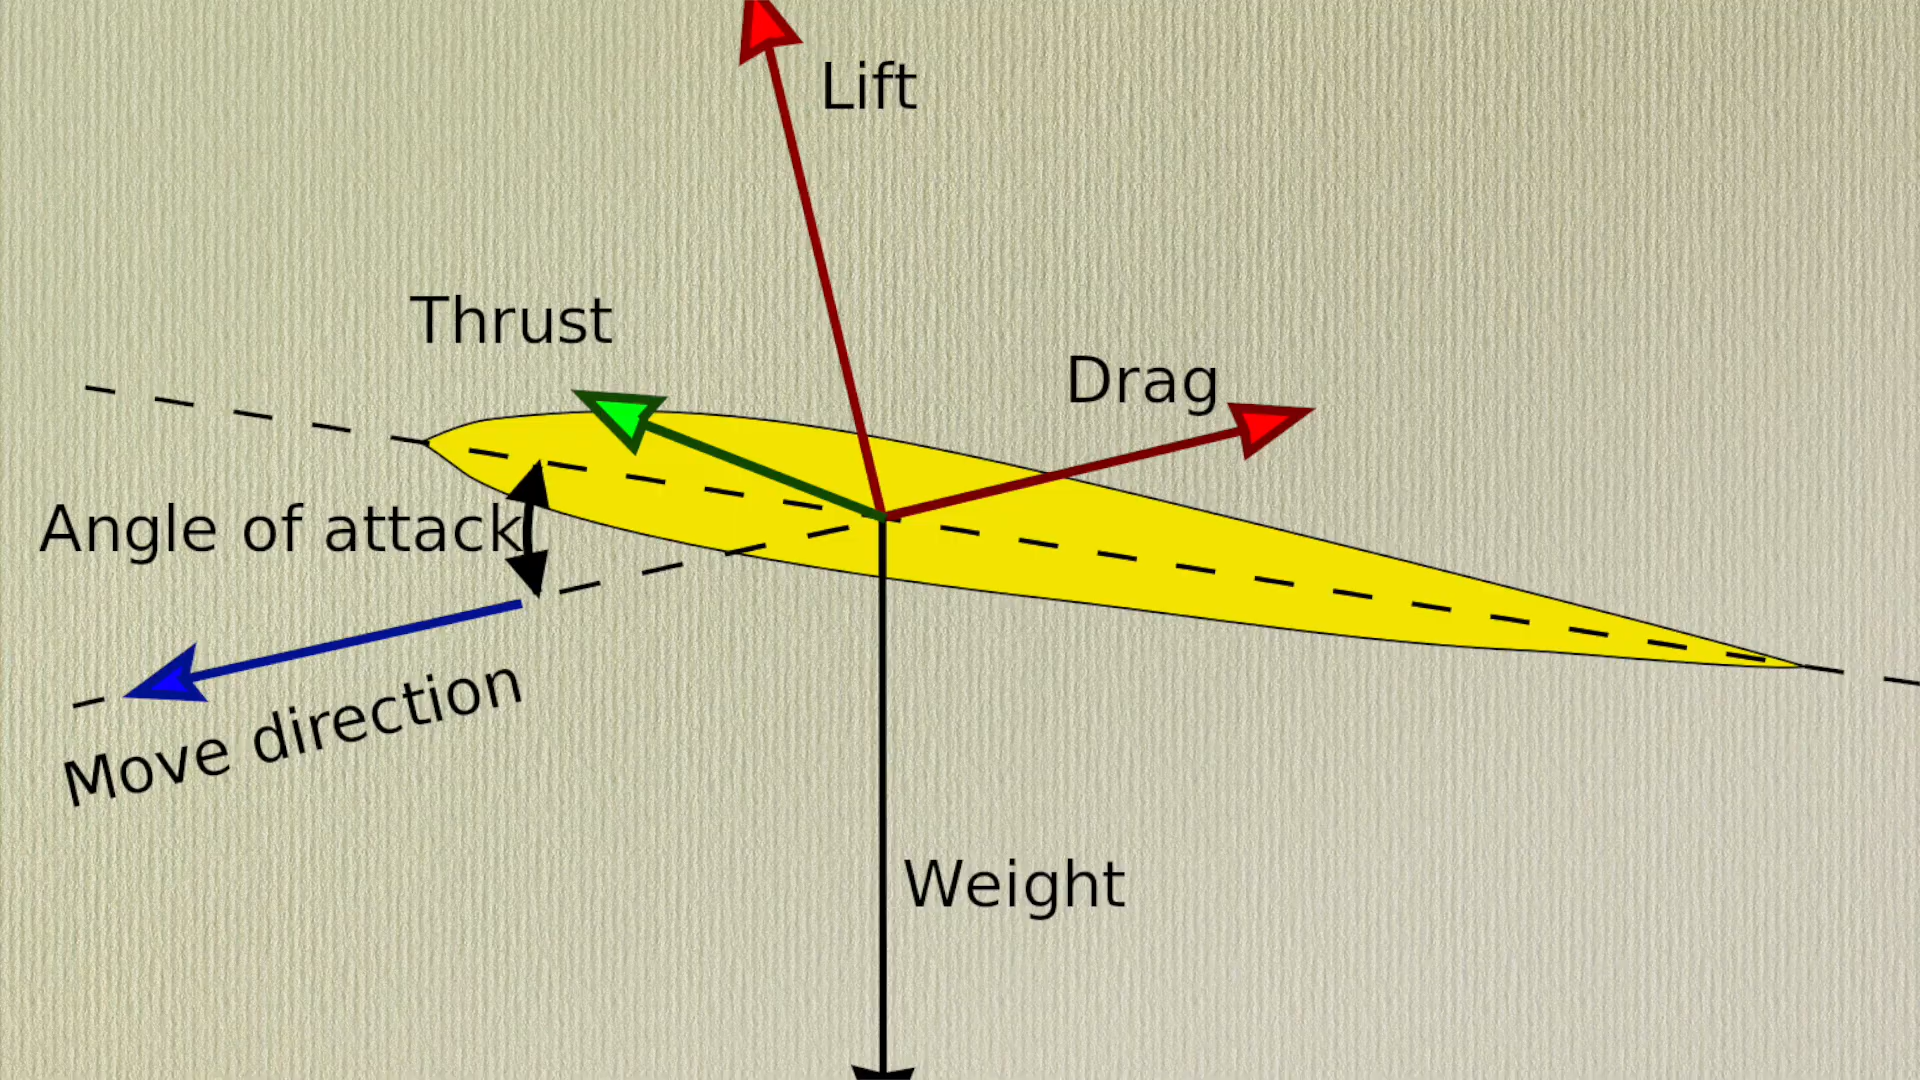 Lift
Thrust
Drag
Angle of attack
Move direction
Weight